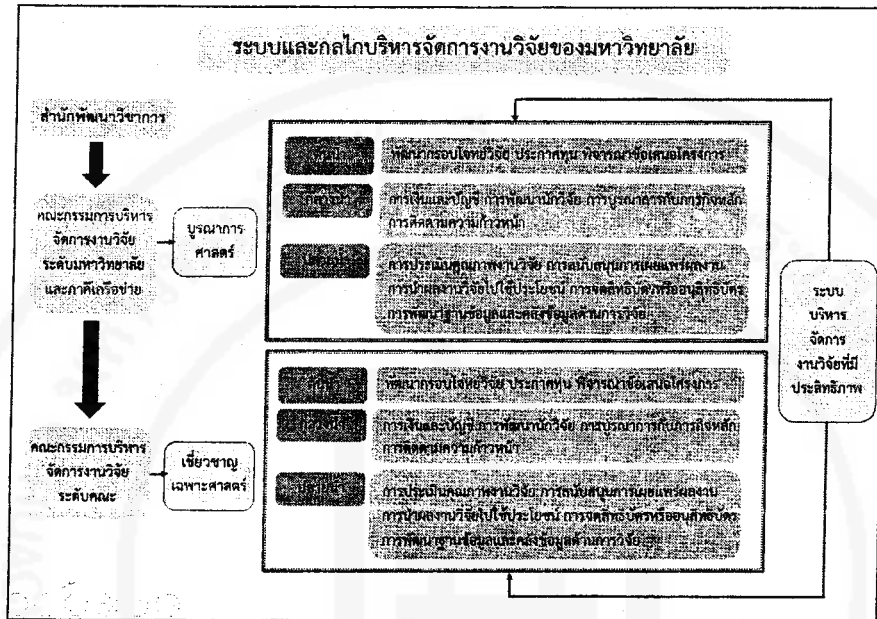 ระบบและกลไกบริหารจัดการงานวิจัยของมหาวิทยาลัย
สำนักพัฒนาวิชาการ
คณะกรรมการบริหาร
จัดการงานวิจัย
ระดับมหาวิทยาลัย
และภาคีเครือข่าย
บูรณาการ
ศาสตร์
ต้นน้ำ
พัฒนากรอบโจทย์วิจัย ประกาศทุน พิจารณาข้อเสนอโครงการ
กลางน้ำ
การเงินและบัญชี การพัฒนานักวิจัย การบูรณาการกับภารกิจหลัก
การติดตามความก้าวหน้า
ปลายน้ำ
การประเมินคุณภาพงานวิจัย การสนับสนุนการเผยแพร่ผลงาน
การนำผลงานวิจัยไปใช้ประโยชน์ การจดสิทธิบัตรหรืออนุสิทธิบัตร
การพัฒนาฐานข้อมูลและคลังข้อมูลด้านการวิจัย
คณะกรรมการบริหาร
จัดการงานวิจัย
ระดับคณะ
เชี่ยวชาญ
เฉพาะศาสตร์
ต้นน้ำ
พัฒนากรอบโจทย์วิจัย ประกาศทุน พิจารณาข้อเสนอโครงการ
กลางน้ำ
การเงินและบัญชี การพัฒนานักวิจัย การบูรณาการกับภารกิจหลัก
การติดตามความก้าวหน้า
ปลายน้ำ
การประเมินคุณภาพงานวิจัย การสนับสนุนการเผยแพร่ผลงาน
การนำผลงานวิจัยไปใช้ประโยชน์ การจดสิทธิบัตรหรืออนุสิทธิบัตร
การพัฒนาฐานข้อมูลและคลังข้อมูลด้านการวิจัย
ระบบ
บริหาร
จัดการ
งานวิจัยที่มี
ประสิทธิภาพ